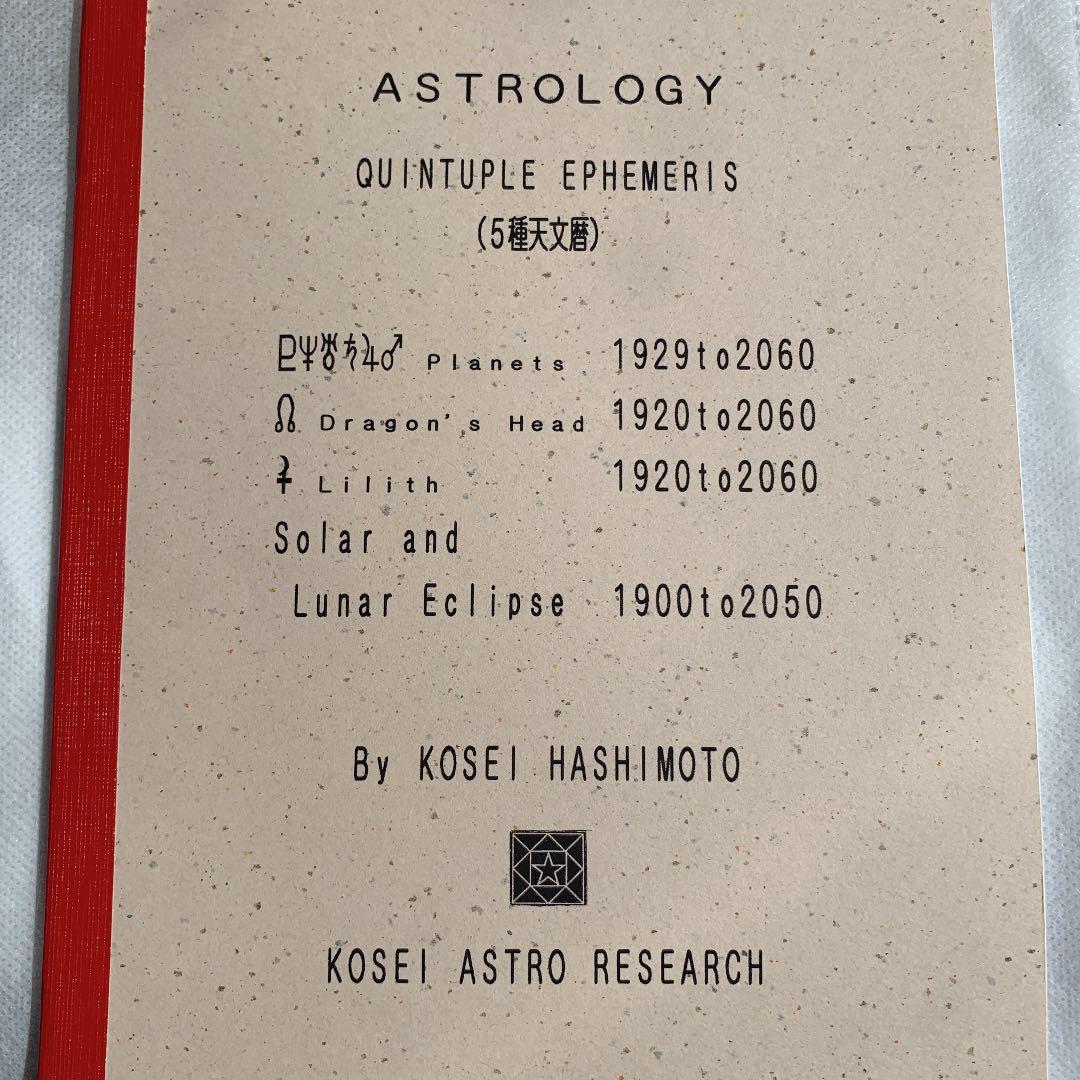 ASTROLOGY
QUINTUPLE EPHEMERIS
(5種天文暦)
♇♆♅♄♃♂ Planets 1929to2060
☊ Dragon's Head 1920to2060
⚸ Lilith 1920to2060
Solar and
Lunar Eclipse 1900to2050
By KOSEI HASHIMOTO
KOSEI ASTRO RESEARCH